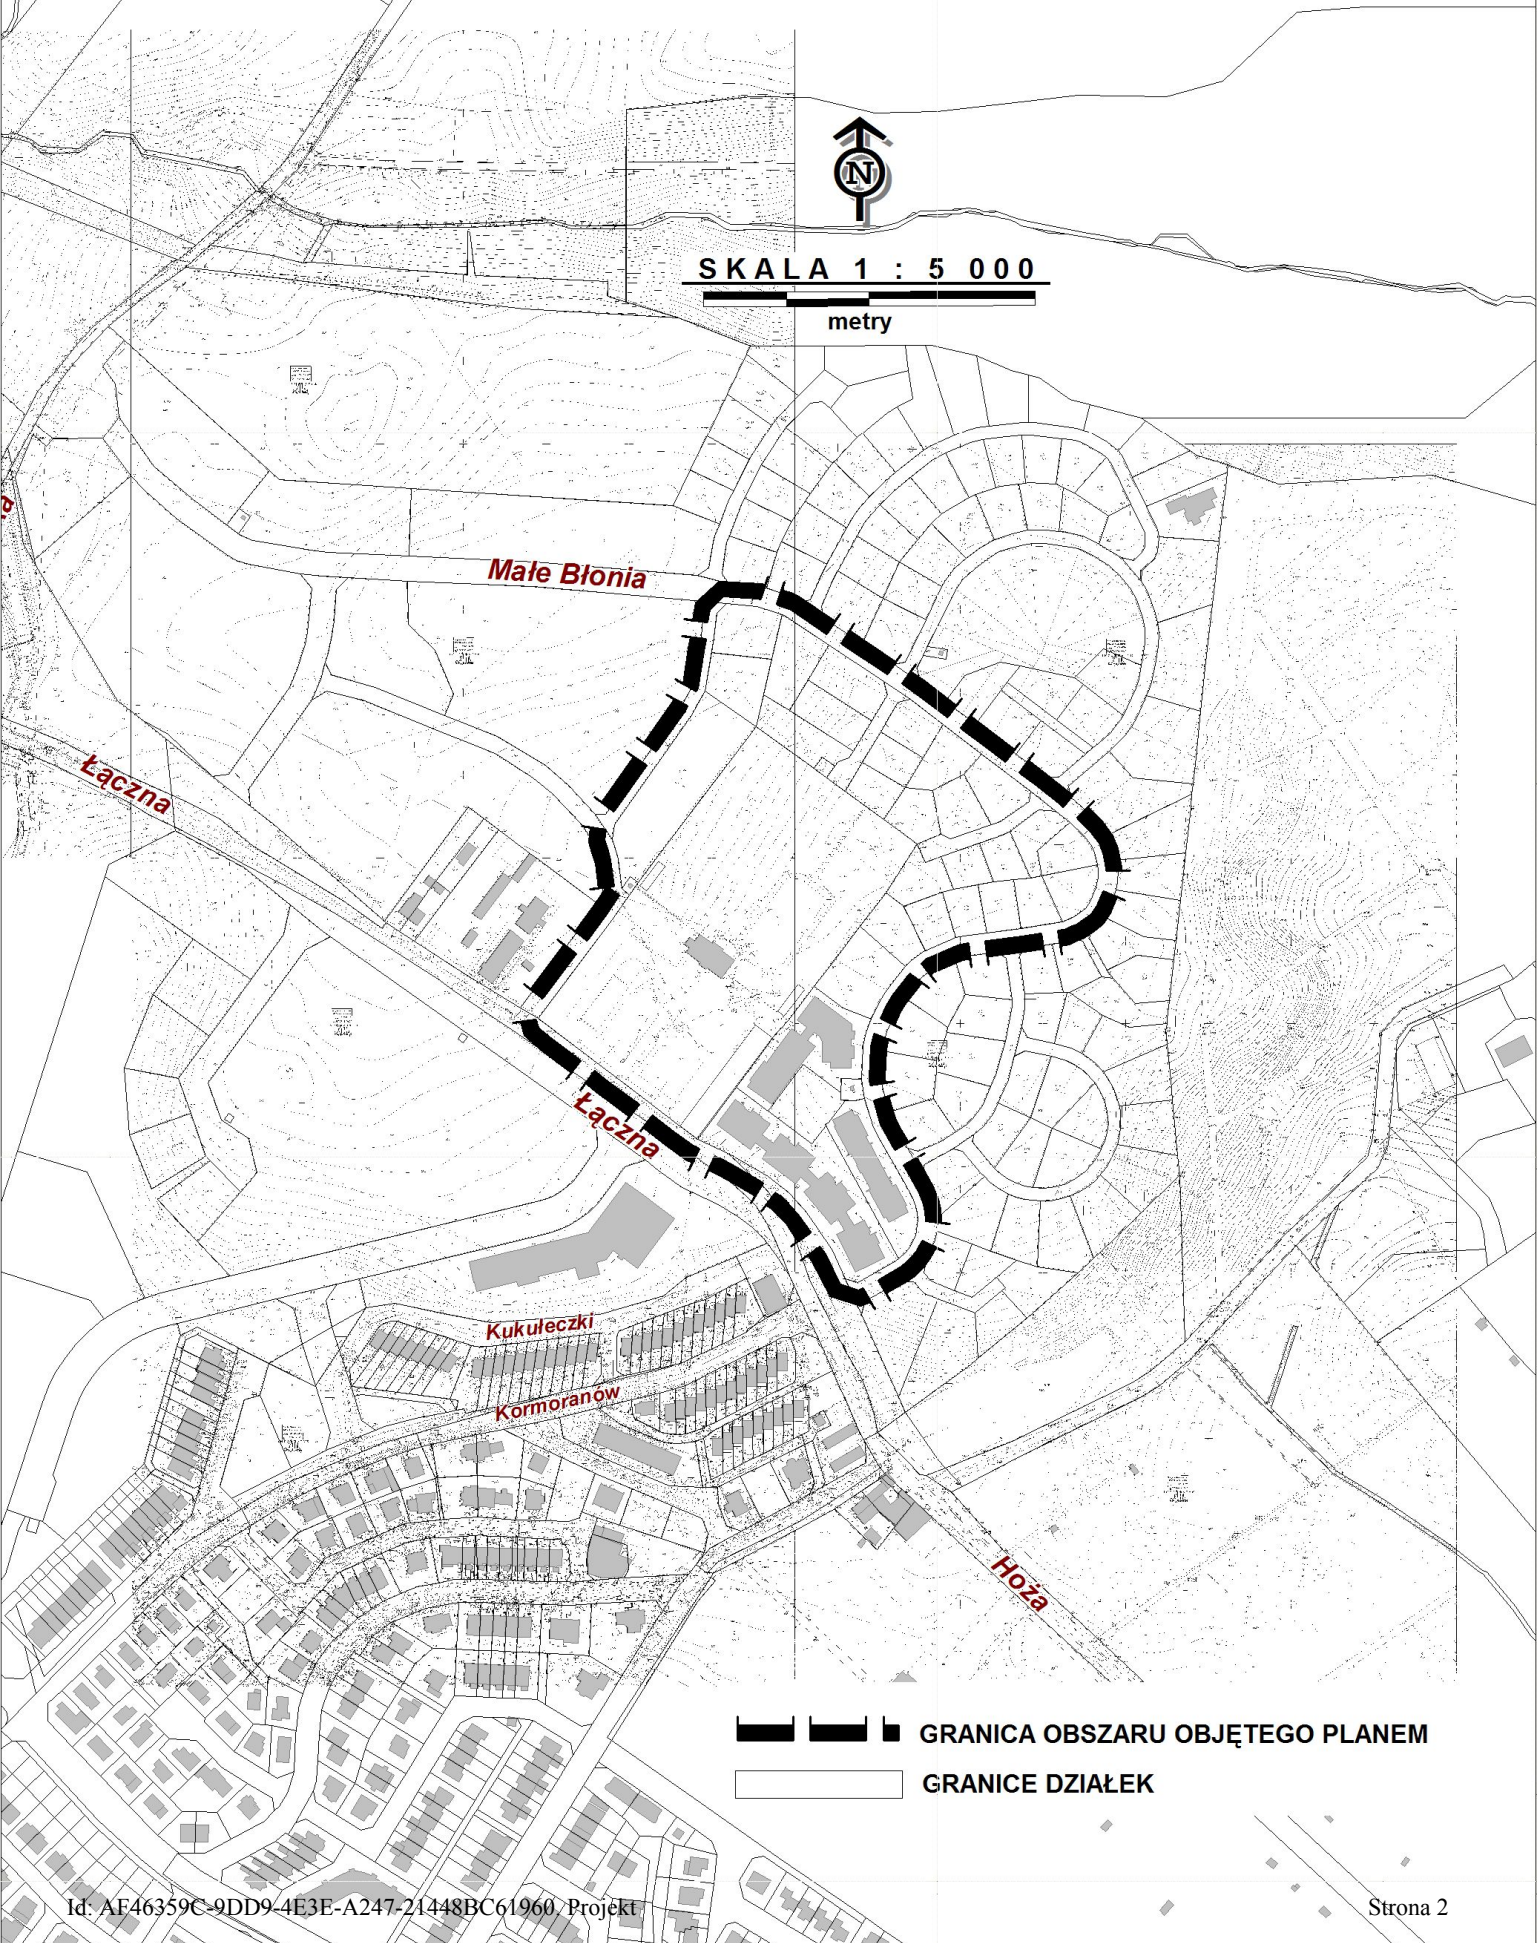 N
SKALA 1 : 5 000
metry
Małe Błonia
Łączna
Łączna
Kukułeczki
Kormoranów
Hoża
GRANICA OBSZARU OBJĘTEGO PLANEM
GRANICE DZIAŁEK
Id: AF46359C-9DD9-4E3E-A247-21448BC61960. Projekt
Strona 2